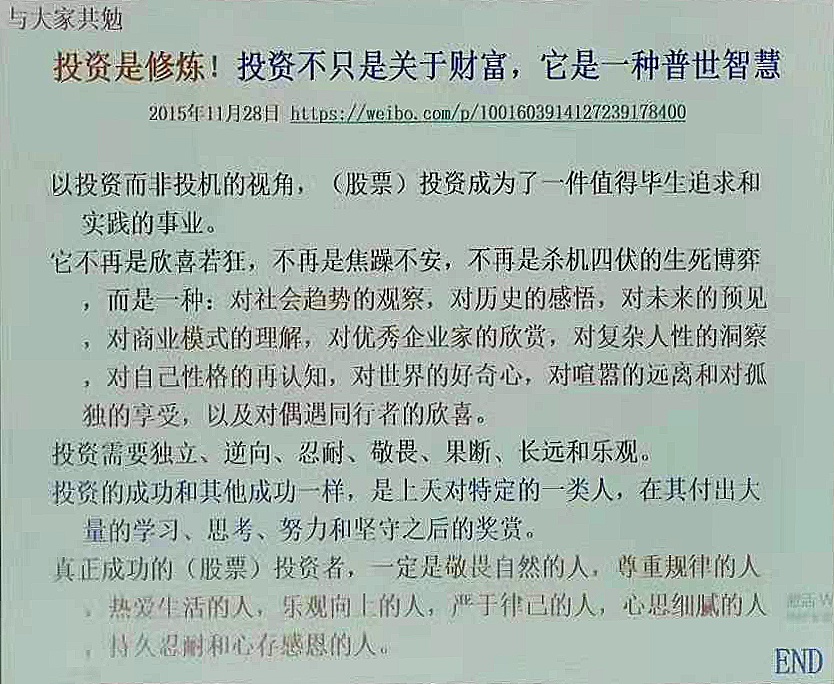 与大家共勉
投资是修炼！投资不只是关于财富，它是一种普世智慧
2015年11月28日 https://weibo.com/p/1001603914127239178400
以投资而非投机的视角，（股票）投资成为了一件值得毕生追求和
实践的事业。
它不再是欣喜若狂，不再是焦躁不安，不再是杀机四伏的生死博弈
，而是一种：对社会趋势的观察，对历史的感悟，对未来的预见
，对商业模式的理解，对优秀企业家的欣赏，对复杂人性的洞察
，对自己性格的再认知，对世界的好奇心，对喧嚣的远离和对孤
独的享受，以及对偶遇同行者的欣喜。
投资需要独立、逆向、忍耐、敬畏、果断、长远和乐观。
投资的成功和其他成功一样，是上天对特定的一类人，在其付出大
量的学习、思考、努力和坚守之后的奖赏。
真正成功的（股票）投资者，一定是敬畏自然的人，尊重规律的人
，热爱生活的人，乐观向上的人，严于律己的人，心思细腻的人
，持久忍耐和心存感恩的人。
END